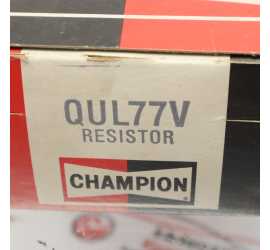 QUL77V
RESISTOR
CHAMPION
®